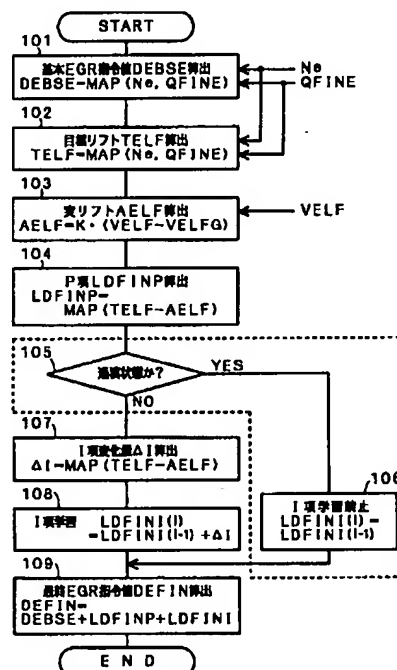 START
101
基本EGR指令値DEBSE算出
DEBSE=MAP(Ne, QFINE)
Ne
QFINE
102
目標リフトTELF算出
TELF=MAP(Ne, QFINE)
103
実リフトAELF算出
AELF=K・(VELF-VELFG)
VELF
104
P項LDFINP算出
LDFINP=
MAP(TELF-AELF)
105
過渡状態か?
YES
NO
107
I項変化量ΔI算出
ΔI=MAP(TELF-AELF)
106
I項学習禁止
LDFINI(I)=
LDFINI(I-1)
108
I項学習 LDFINI(I)
=LDFINI(I-1)+ΔI
109
最終EGR指令値DEFIN算出
DEFIN=
DEBSE+LDFINP+LDFINI
END